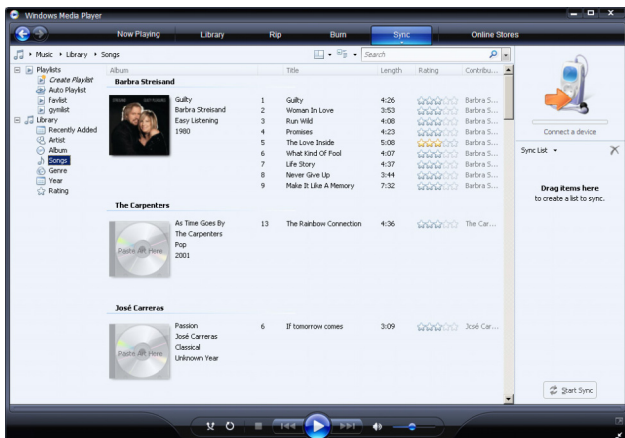 Windows Media Player
Now Playing Library Rip Burn Sync Online Stores
Music Library Songs
Search
Playlists
Create Playlist
Auto Playlist
favlist
gymlist
Library
Recently Added
Artist
Album
Songs
Genre
Year
Rating
Album Title Length Rating Contribu...
Barbra Streisand
Guilty
Barbra Streisand
Easy Listening
1980
1 Guilty 4:26 Barbra S...
2 Woman In Love 3:53 Barbra S...
3 Run Wild 4:08 Barbra S...
4 Promises 4:23 Barbra S...
5 The Love Inside 5:08 Barbra S...
6 What Kind Of Fool 4:07 Barbra S...
7 Life Story 4:37 Barbra S...
8 Never Give Up 3:44 Barbra S...
9 Make It Like A Memory 7:32 Barbra S...
The Carpenters
Paste Art Here
As Time Goes By
The Carpenters
Pop
2001
13 The Rainbow Connection 4:36 The Car...
José Carreras
Paste Art Here
Passion
José Carreras
Classical
Unknown Year
6 If tomorrow comes 3:09 José Car...
Connect a device
Sync List
Drag items here
to create a list to sync.
Start Sync